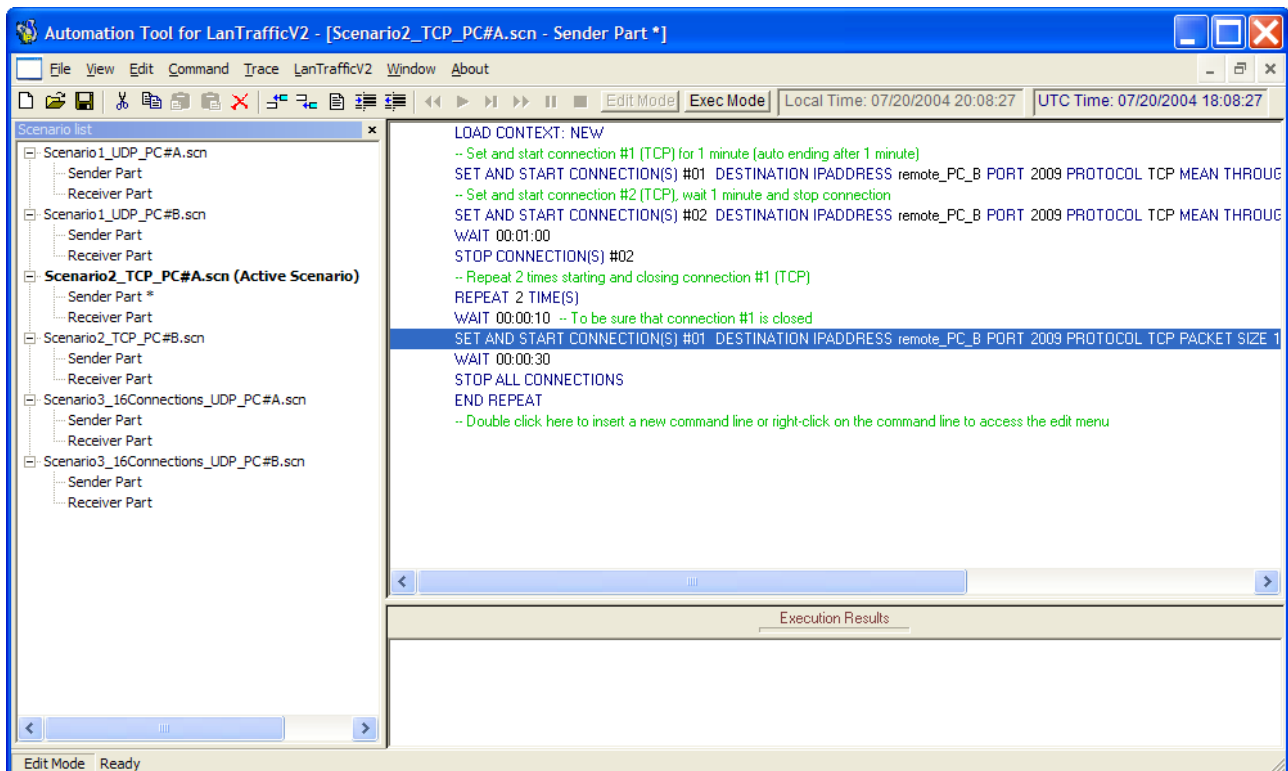 Automation Tool for LanTrafficV2 - [Scenario2_TCP_PC#A.scn - Sender Part *]
File View Edit Command Trace LanTrafficV2 Window About
Edit Mode Exec Mode Local Time: 07/20/2004 20:08:27 UTC Time: 07/20/2004 18:08:27
Scenario list
Scenario1_UDP_PC#A.scn
Sender Part
Receiver Part
Scenario1_UDP_PC#B.scn
Sender Part
Receiver Part
Scenario2_TCP_PC#A.scn (Active Scenario)
Sender Part *
Receiver Part
Scenario2_TCP_PC#B.scn
Sender Part
Receiver Part
Scenario3_16Connections_UDP_PC#A.scn
Sender Part
Receiver Part
Scenario3_16Connections_UDP_PC#B.scn
Sender Part
Receiver Part
LOAD CONTEXT: NEW
-- Set and start connection #1 (TCP) for 1 minute (auto ending after 1 minute)
SET AND START CONNECTION(S) #01 DESTINATION IPADDRESS remote_PC_B PORT 2009 PROTOCOL TCP MEAN THROUG
-- Set and start connection #2 (TCP), wait 1 minute and stop connection
SET AND START CONNECTION(S) #02 DESTINATION IPADDRESS remote_PC_B PORT 2009 PROTOCOL TCP MEAN THROUG
WAIT 00:01:00
STOP CONNECTION(S) #02
-- Repeat 2 times starting and closing connection #1 (TCP)
REPEAT 2 TIME(S)
WAIT 00:00:10 -- To be sure that connection #1 is closed
SET AND START CONNECTION(S) #01 DESTINATION IPADDRESS remote_PC_B PORT 2009 PROTOCOL TCP PACKET SIZE 1
WAIT 00:00:30
STOP ALL CONNECTIONS
END REPEAT
-- Double click here to insert a new command line or right-click on the command line to access the edit menu
Execution Results
Edit Mode Ready